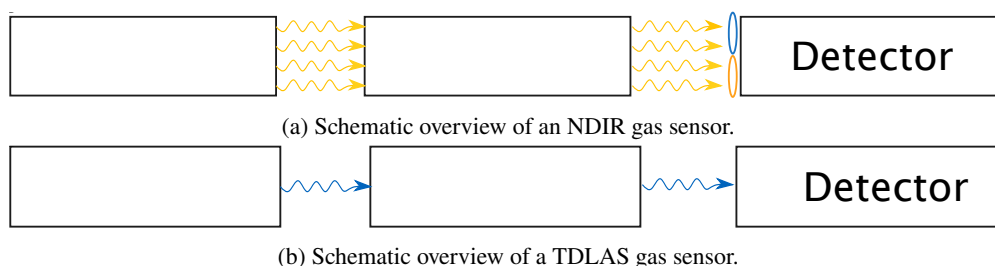 Detector
(a) Schematic overview of an NDIR gas sensor.
Detector
(b) Schematic overview of a TDLAS gas sensor.